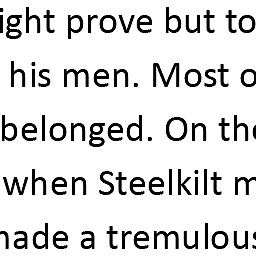 ight prove but to
his men. Most o
belonged. On the
when Steelkilt m
made a tremulous